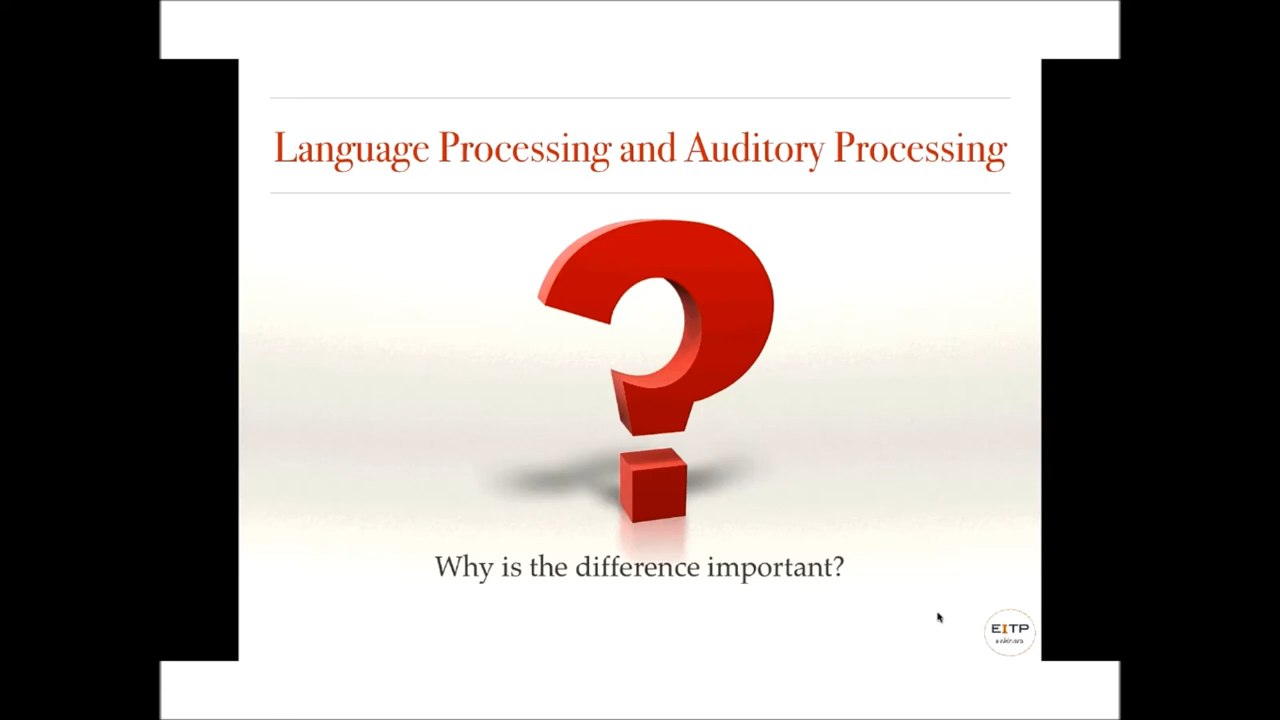 Language Processing and Auditory Processing
Why is the difference important?
EITP